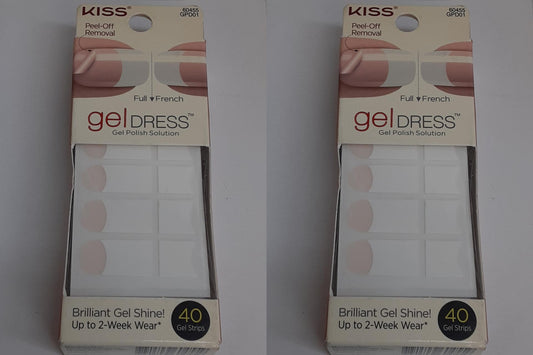 KISS®
60455
GPD01
Peel-Off
Removal
Full ▾ French
gel DRESS™
Gel Polish Solution
Brilliant Gel Shine!
Up to 2-Week Wear*
40
Gel Strips
KISS®
60455
GPD01
Peel-Off
Removal
Full ▾ French
gel DRESS™
Gel Polish Solution
Brilliant Gel Shine!
Up to 2-Week Wear*
40
Gel Strips